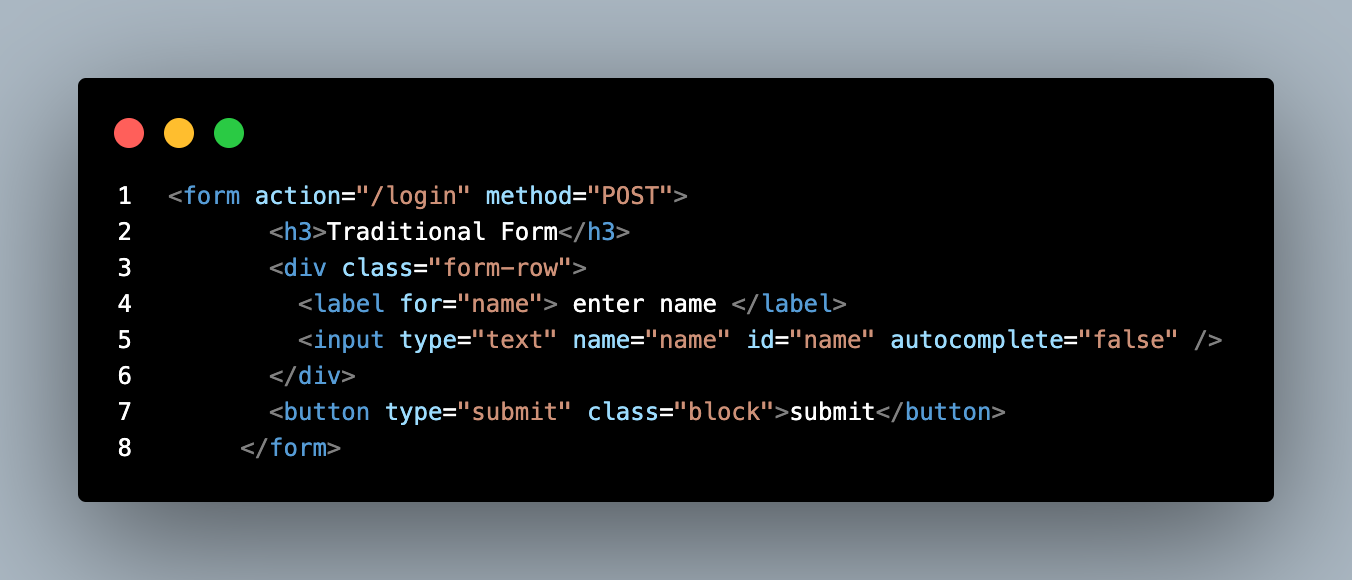 1 <form action="/login" method="POST">
2 <h3>Traditional Form</h3>
3 <div class="form-row">
4 <label for="name"> enter name </label>
5 <input type="text" name="name" id="name" autocomplete="false" />
6 </div>
7 <button type="submit" class="block">submit</button>
8 </form>